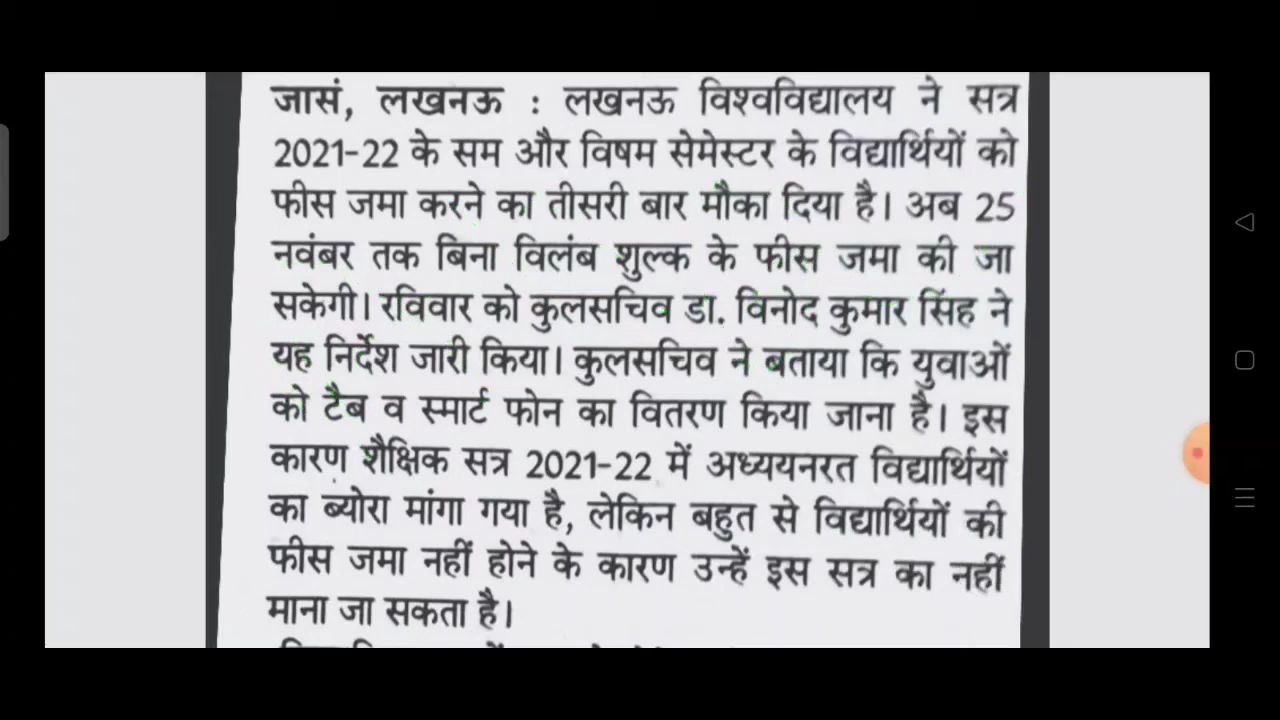 जासं, लखनऊ : लखनऊ विश्वविद्यालय ने सत्र
2021-22 के सम और विषम सेमेस्टर के विद्यार्थियों को
फीस जमा करने का तीसरी बार मौका दिया है। अब 25
नवंबर तक बिना विलंब शुल्क के फीस जमा की जा
सकेगी। रविवार को कुलसचिव डा. विनोद कुमार सिंह ने
यह निर्देश जारी किया। कुलसचिव ने बताया कि युवाओं
को टैब व स्मार्ट फोन का वितरण किया जाना है। इस
कारण शैक्षिक सत्र 2021-22 में अध्ययनरत विद्यार्थियों
का ब्योरा मांगा गया है, लेकिन बहुत से विद्यार्थियों की
फीस जमा नहीं होने के कारण उन्हें इस सत्र का नहीं
माना जा सकता है।